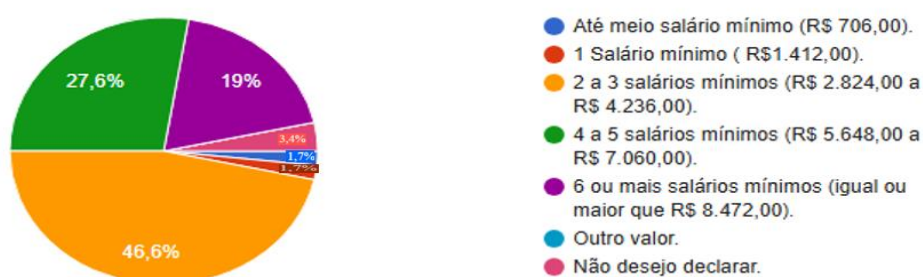 27,6%
19%
3,4%
1,7%
1,7%
46,6%
Até meio salário mínimo (R$ 706,00).
1 Salário mínimo ( R$1.412,00).
2 a 3 salários mínimos (R$ 2.824,00 a
R$ 4.236,00).
4 a 5 salários mínimos (R$ 5.648,00 a
R$ 7.060,00).
6 ou mais salários mínimos (igual ou
maior que R$ 8.472,00).
Outro valor.
Não desejo declarar.